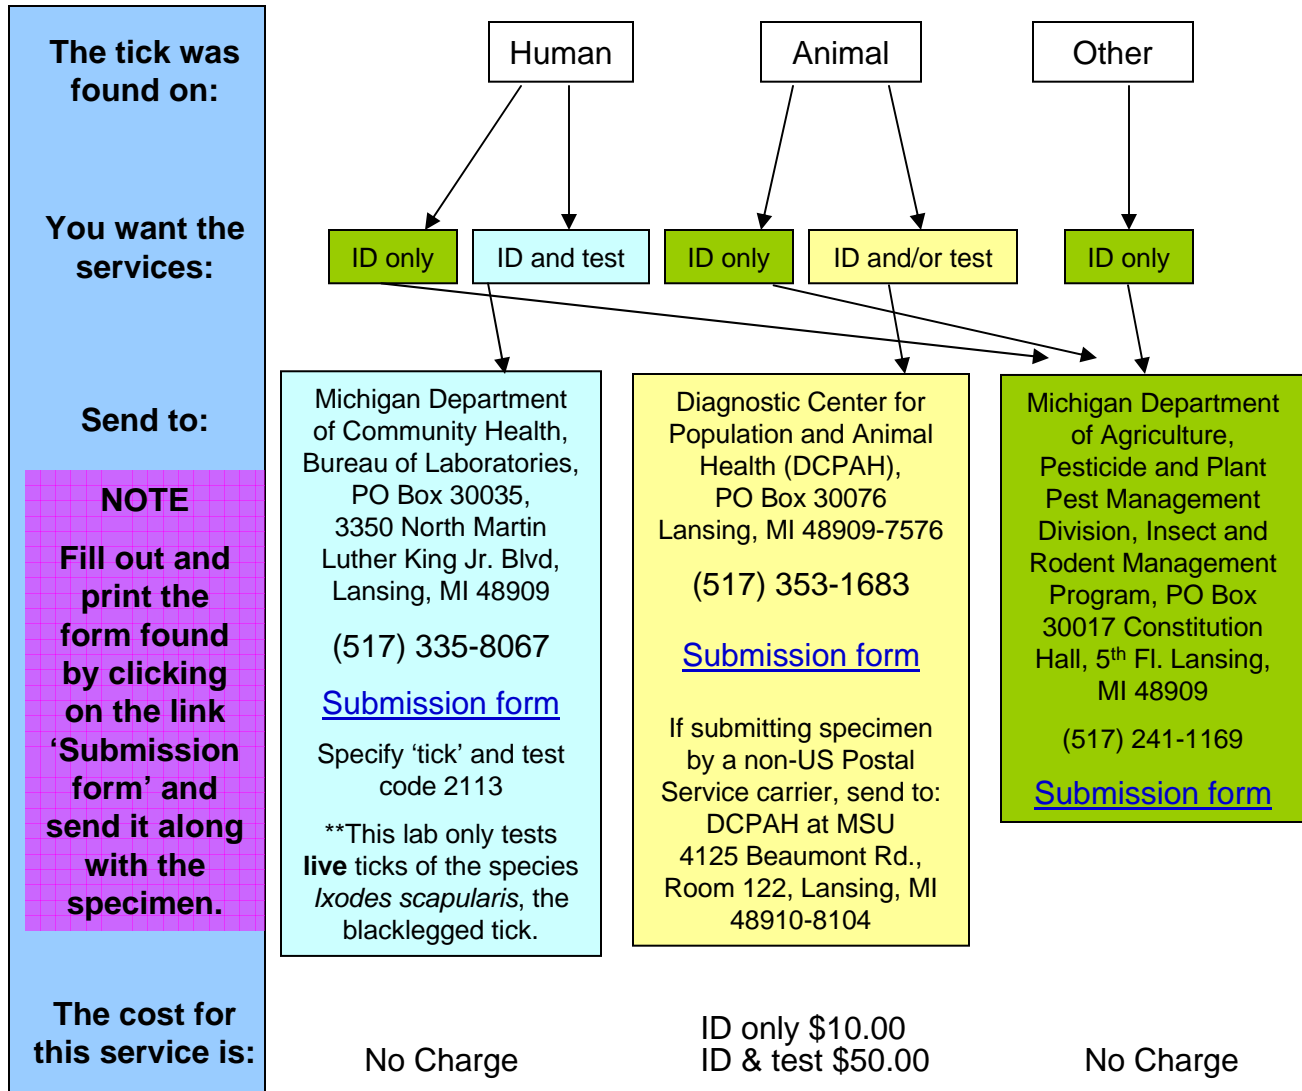 The tick was
found on:
Human
Animal
Other
You want the
services:
ID only
ID and test
ID only
ID and/or test
ID only
Send to:
NOTE
Fill out and
print the
form found
by clicking
on the link
‘Submission
form’ and
send it along
with the
specimen.
Michigan Department
of Community Health,
Bureau of Laboratories,
PO Box 30035,
3350 North Martin
Luther King Jr. Blvd,
Lansing, MI 48909
(517) 335-8067
Submission form
Specify ‘tick’ and test
code 2113
**This lab only tests
live ticks of the species
Ixodes scapularis, the
blacklegged tick.
Diagnostic Center for
Population and Animal
Health (DCPAH),
PO Box 30076
Lansing, MI 48909-7576
(517) 353-1683
Submission form
If submitting specimen
by a non-US Postal
Service carrier, send to:
DCPAH at MSU
4125 Beaumont Rd.,
Room 122, Lansing, MI
48910-8104
Michigan Department
of Agriculture,
Pesticide and Plant
Pest Management
Division, Insect and
Rodent Management
Program, PO Box
30017 Constitution
Hall, 5th Fl. Lansing,
MI 48909
(517) 241-1169
Submission form
The cost for
this service is:
No Charge
ID only $10.00
ID & test $50.00
No Charge